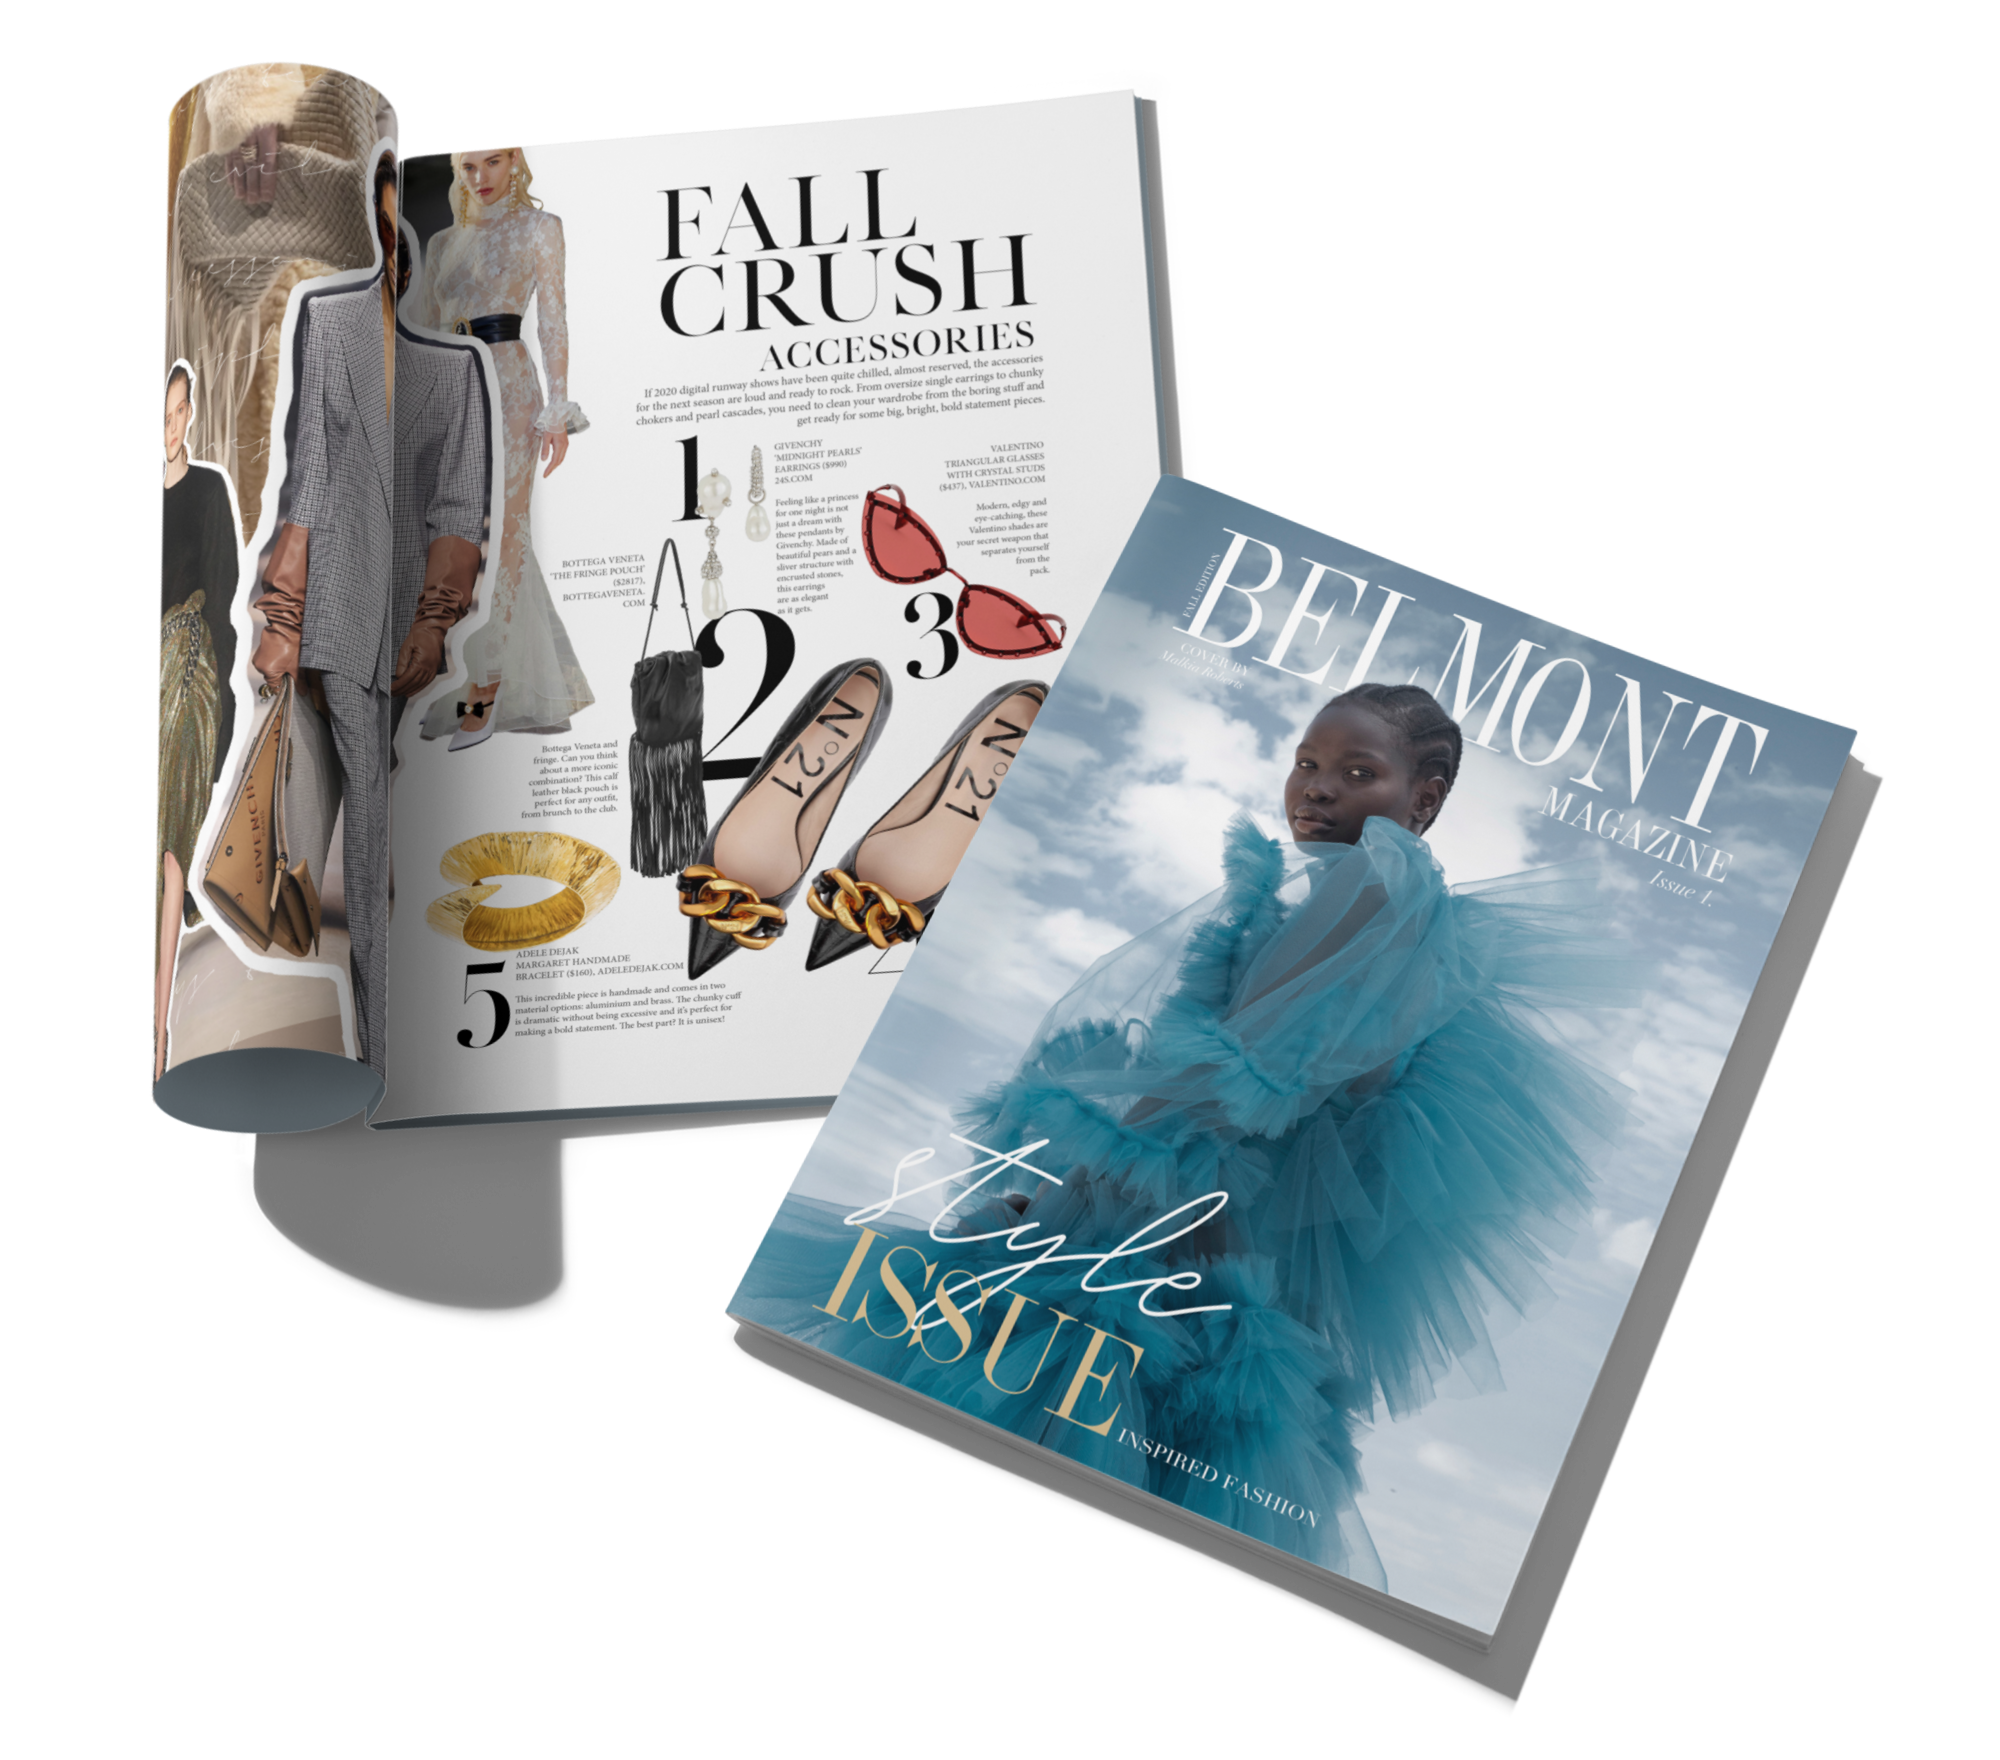 FALL
CRUSH
ACCESSORIES
If 2020 digital runway shows have been quite chilled, almost reserved, the accessories
for the next season are loud and ready to rock. From oversize single earrings to chunky
chokers and pearl cascades, you need to clean your wardrobe from the boring stuff and
get ready for some big, bright, bold statement pieces.
1
GIVENCHY
'MIDNIGHT PEARLS'
EARRINGS ($990)
24S.COM
Feeling like a princess
for one night is not
just a dream with
these pendants by
Givenchy. Made of
beautiful pears and a
sliver structure with
encrusted stones,
this earrings
are as elegant
as it gets.
VALENTINO
TRIANGULAR GLASSES
WITH CRYSTAL STUDS
($437), VALENTINO.COM
Modern, edgy and
eye-catching, these
Valentino shades are
your secret weapon that
separates yourself
from the
pack.
3
BOTTEGA VENETA
'THE FRINGE POUCH'
($2817),
BOTTEGAVENETA.
COM
2
Bottega Veneta and
fringe. Can you think
about a more iconic
combination? This calf
leather black pouch is
perfect for any outfit,
from brunch to the club.
N°21
N°21
GIVENCHY
5
ADELE DEJAK
MARGARET HANDMADE
BRACELET ($160), ADELEDEJAK.COM
This incredible piece is handmade and comes in two
material options: aluminium and brass. The chunky cuff
is dramatic without being excessive and it's perfect for
making a bold statement. The best part? It is unisex!
FALL EDITION
BELMONT
MAGAZINE
Issue 1.
COVER BY
Malkia Roberts
style
ISSUE
INSPIRED FASHION